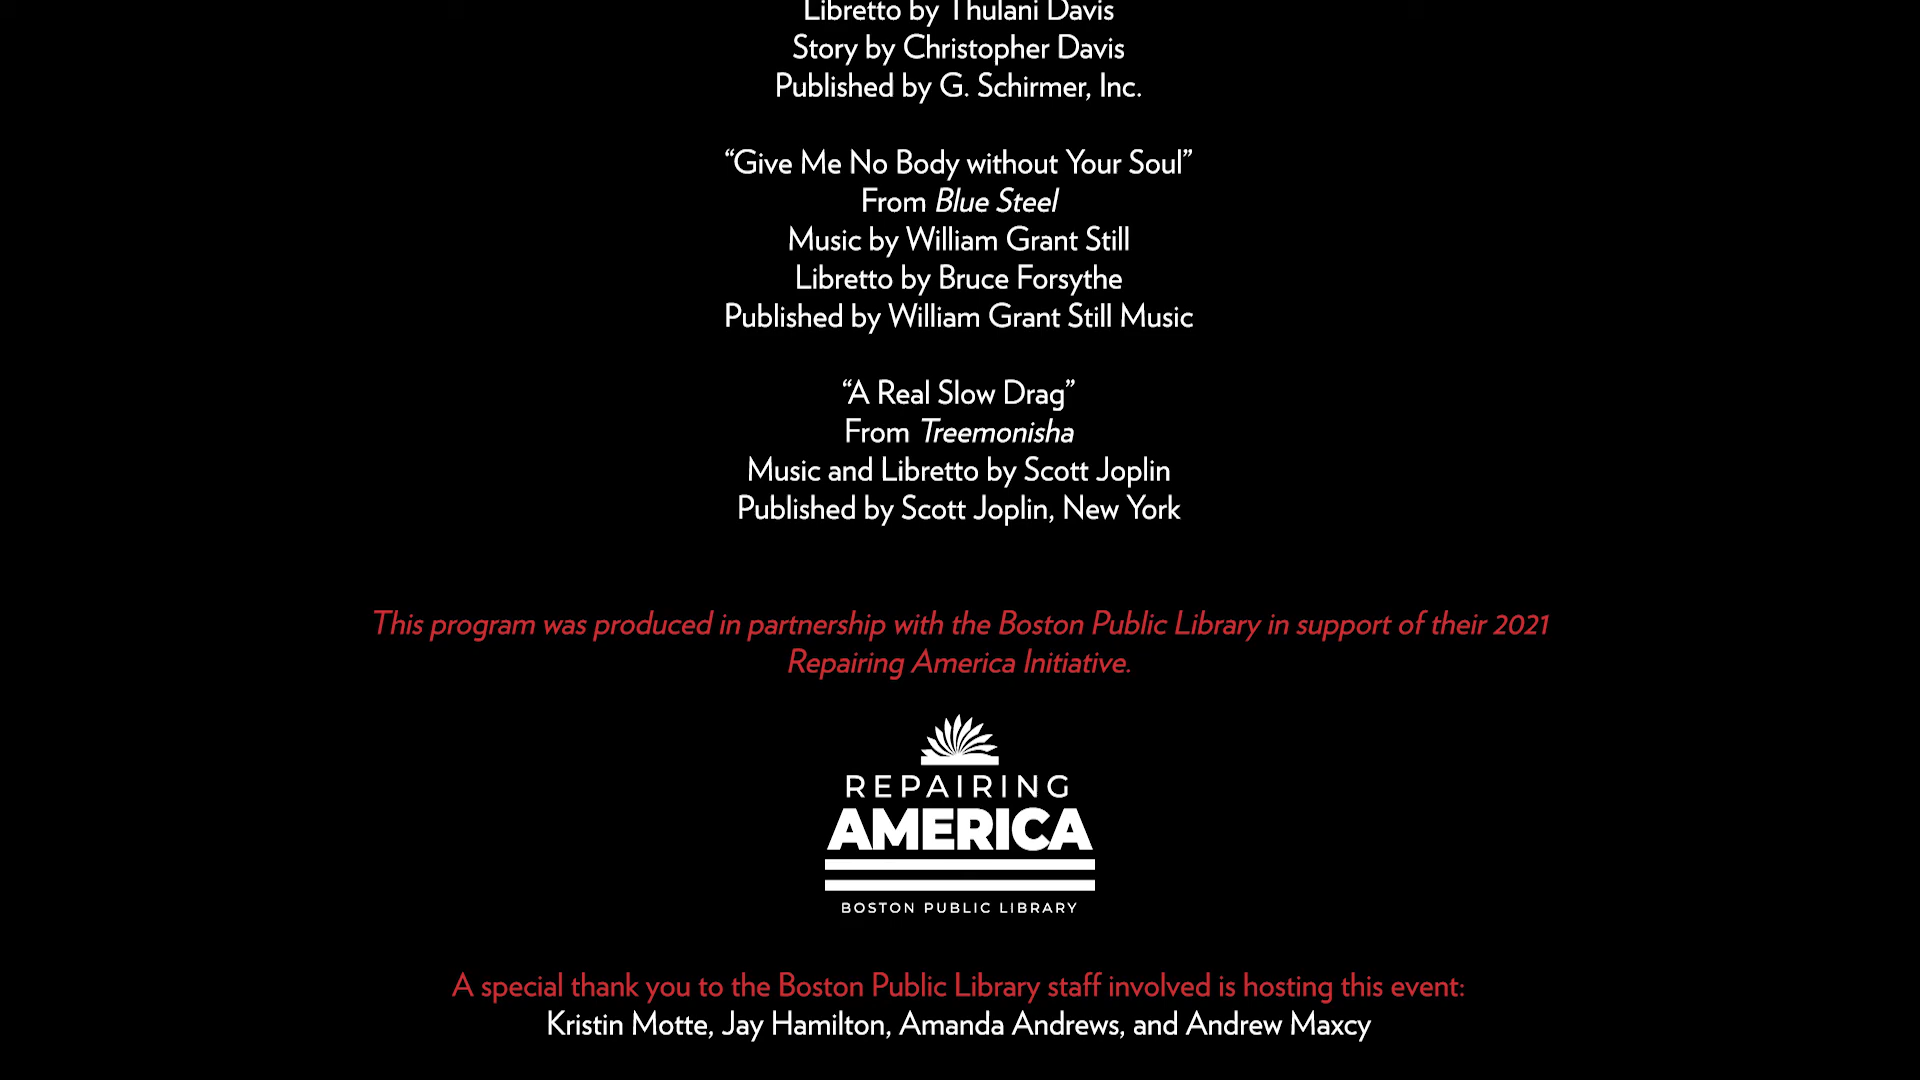 Libretto by Thulani Davis
Story by Christopher Davis
Published by G. Schirmer, Inc.
“Give Me No Body without Your Soul”
From Blue Steel
Music by William Grant Still
Libretto by Bruce Forsythe
Published by William Grant Still Music
“A Real Slow Drag”
From Treemonisha
Music and Libretto by Scott Joplin
Published by Scott Joplin, New York
This program was produced in partnership with the Boston Public Library in support of their 2021
Repairing America Initiative.
REPAIRING
AMERICA
BOSTON PUBLIC LIBRARY
A special thank you to the Boston Public Library staff involved is hosting this event:
Kristin Motte, Jay Hamilton, Amanda Andrews, and Andrew Maxcy